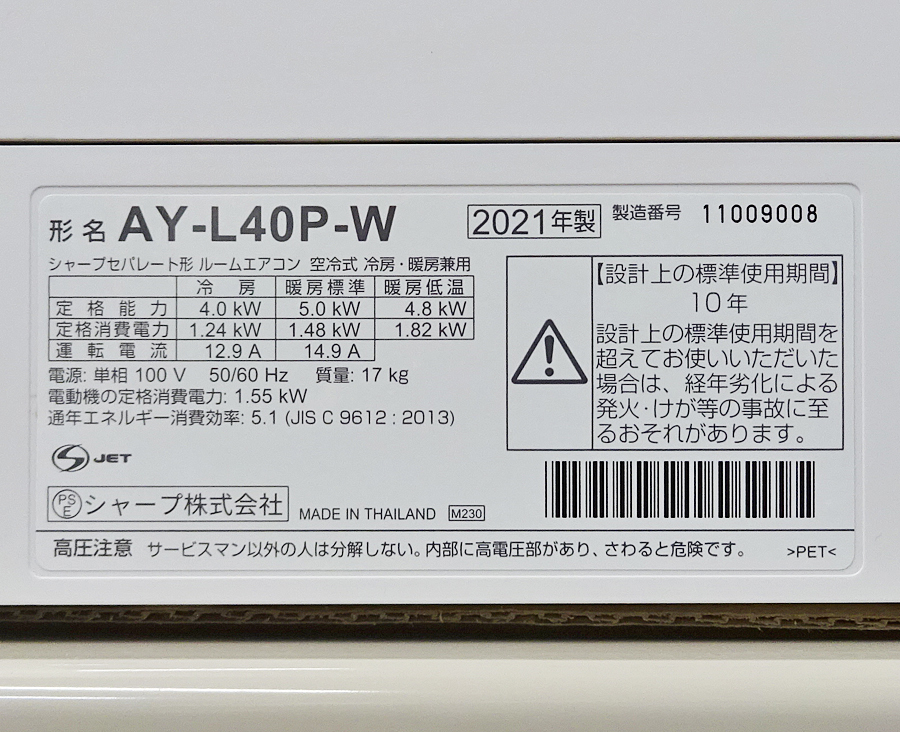 形名 AY-L40P-W
2021年製
製造番号 11009008
シャープセパレート形 ルームエアコン 空冷式 冷房・暖房兼用
冷房 暖房標準 暖房低温
定格能力 4.0 kW 5.0 kW 4.8 kW
定格消費電力 1.24 kW 1.48 kW 1.82 kW
運転電流 12.9 A 14.9 A
電源: 単相 100 V 50/60 Hz 質量: 17 kg
電動機の定格消費電力: 1.55 kW
通年エネルギー消費効率: 5.1 (JIS C 9612 : 2013)
【設計上の標準使用期間】
10年
設計上の標準使用期間を
超えてお使いいただいた
場合は、経年劣化による
発火･けが等の事故に至
るおそれがあります。
S JET
PSE シャープ株式会社
MADE IN THAILAND M230
高圧注意 サービスマン以外の人は分解しない。内部に高電圧部があり、さわると危険です。 >PET<